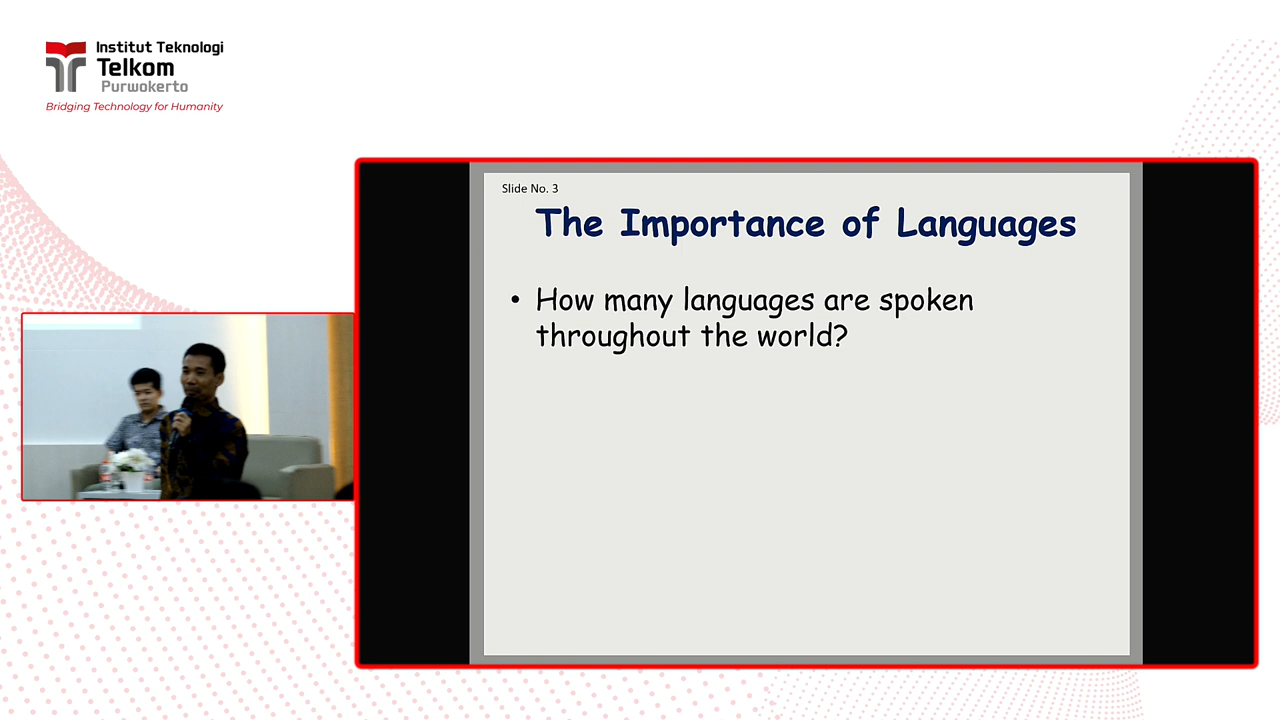 Institut Teknologi
Telkom
Purwokerto
Bridging Technology for Humanity
Slide No. 3
The Importance of Languages
• How many languages are spoken
throughout the world?